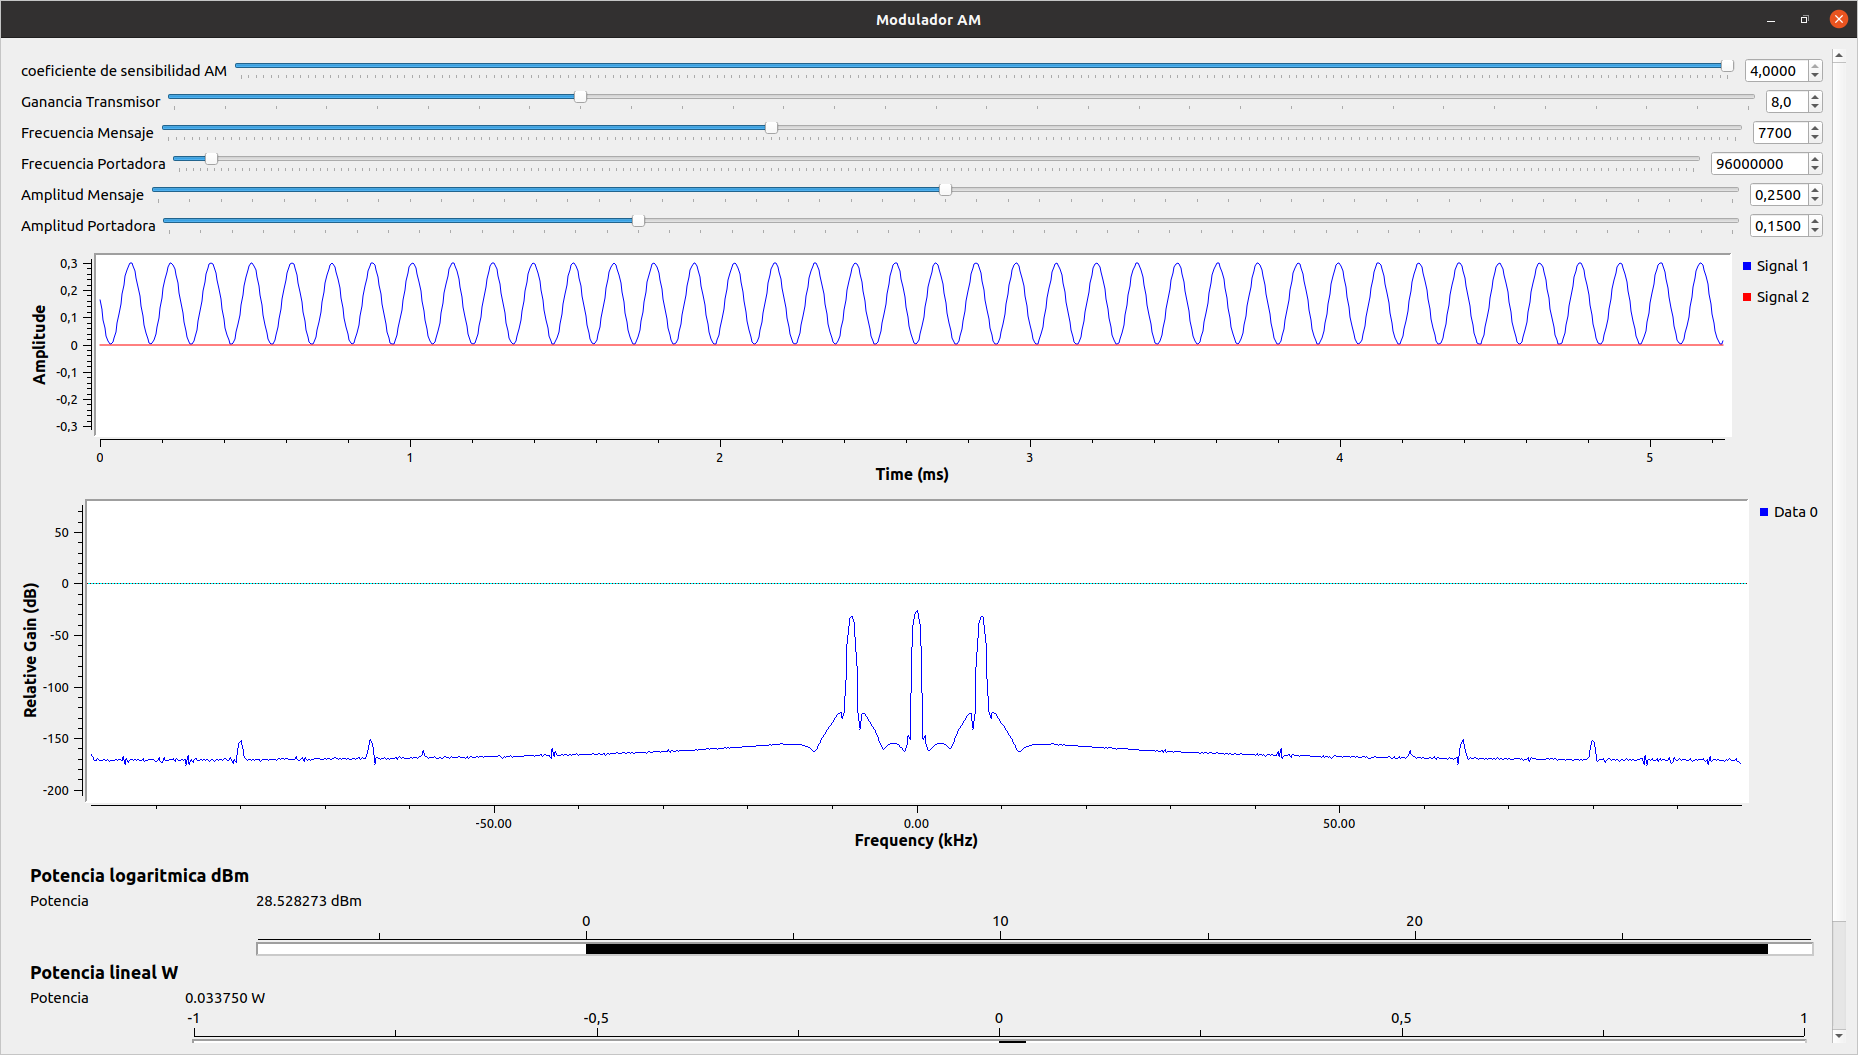 Modulador AM
coeficiente de sensibilidad AM 4,0000
Ganancia Transmisor 8,0
Frecuencia Mensaje 7700
Frecuencia Portadora 96000000
Amplitud Mensaje 0,2500
Amplitud Portadora 0,1500
Amplitude
0,3
0,2
0,1
0
-0,1
-0,2
-0,3
Signal 1
Signal 2
0 1 2 3 4 5
Time (ms)
Relative Gain (dB)
50
0
-50
-100
-150
-200
Data 0
-50.00 0.00 50.00
Frequency (kHz)
Potencia logaritmica dBm
Potencia 28.528273 dBm
0 10 20
Potencia lineal W
Potencia 0.033750 W
-1 -0,5 0 0,5 1